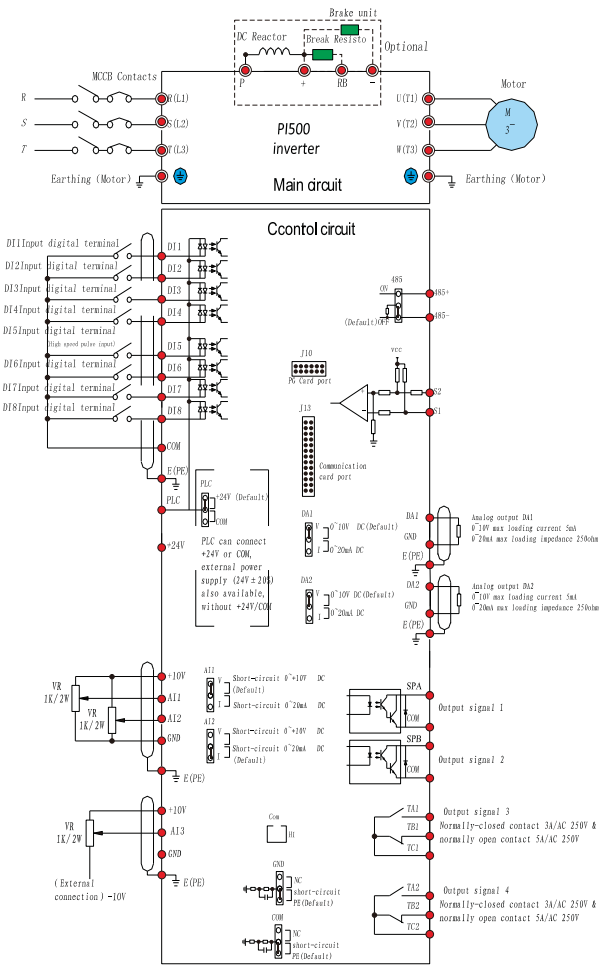 Brake unit
DC Reactor
Break Resisto
Optional
MCCB Contacts
P
+
RB
-
Motor
R
R(L1)
U(T1)
M
3~
S
S(L2)
V(T2)
PI500
inverter
T
T(L3)
W(T3)
Earthing (Motor)
Main circuit
Earthing (Motor)
Ccontol circuit
DI1Input digital terminal
DI1
DI2Input digital terminal
DI2
DI3Input digital terminal
DI3
DI4Input digital terminal
DI4
DI5Input digital terminal
(High speed pulse input)
DI5
DI6Input digital terminal
DI6
DI7Input digital terminal
DI7
DI8Input digital terminal
DI8
COM
E(PE)
PLC
+24V
485
ON
485+
(Default)OFF
485-
J10
PG Card port
vcc
+
-
S2
S1
J13
Communication
card port
PLC
+24V (Default)
COM
PLC can connect
+24V or COM,
external power
supply (24V±20%)
also available,
without +24V/COM
DA1
V
0~10V DC(Default)
I
0~20mA DC
DA2
V
0~10V DC(Default)
I
0~20mA DC
DA1
GND
E(PE)
Analog output DA1
0~10V max loading current 5mA
0~20mA max loading impedance 250ohm
DA2
GND
E(PE)
Analog output DA2
0~10V max loading current 5mA
0~20mA max loading impedance 250ohm
VR
1K/2W
VR
1K/2W
+10V
AI1
AI2
GND
E(PE)
AI1
V
Short-circuit 0~+10V DC
(Default)
I
Short-circuit 0~20mA DC
AI2
V
Short-circuit 0~+10V DC
I
Short-circuit 0~20mA DC
(Default)
SPA
COM
Output signal 1
SPB
COM
Output signal 2
VR
1K/2W
+10V
AI3
GND
E(PE)
(External
connection) -10V
Com
H1
GND
NC
short-circuit
PE(Default)
COM
NC
short-circuit
PE(Default)
TA1
TB1
TC1
Output signal 3
Normally-closed contact 3A/AC 250V &
normally open contact 5A/AC 250V
TA2
TB2
TC2
Output signal 4
Normally-closed contact 3A/AC 250V &
normally open contact 5A/AC 250V